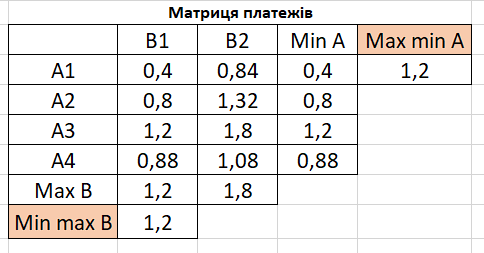 Матриця платежів
B1 B2 Min A Max min A
A1 0,4 0,84 0,4 1,2
A2 0,8 1,32 0,8
A3 1,2 1,8 1,2
A4 0,88 1,08 0,88
Max B 1,2 1,8
Min max B 1,2